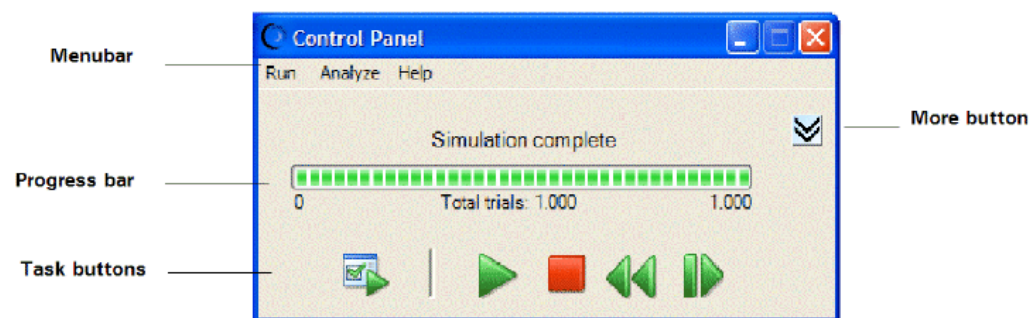 Control Panel
Menubar
Run Analyze Help
More button
Simulation complete
Progress bar
0 Total trials: 1.000 1.000
Task buttons